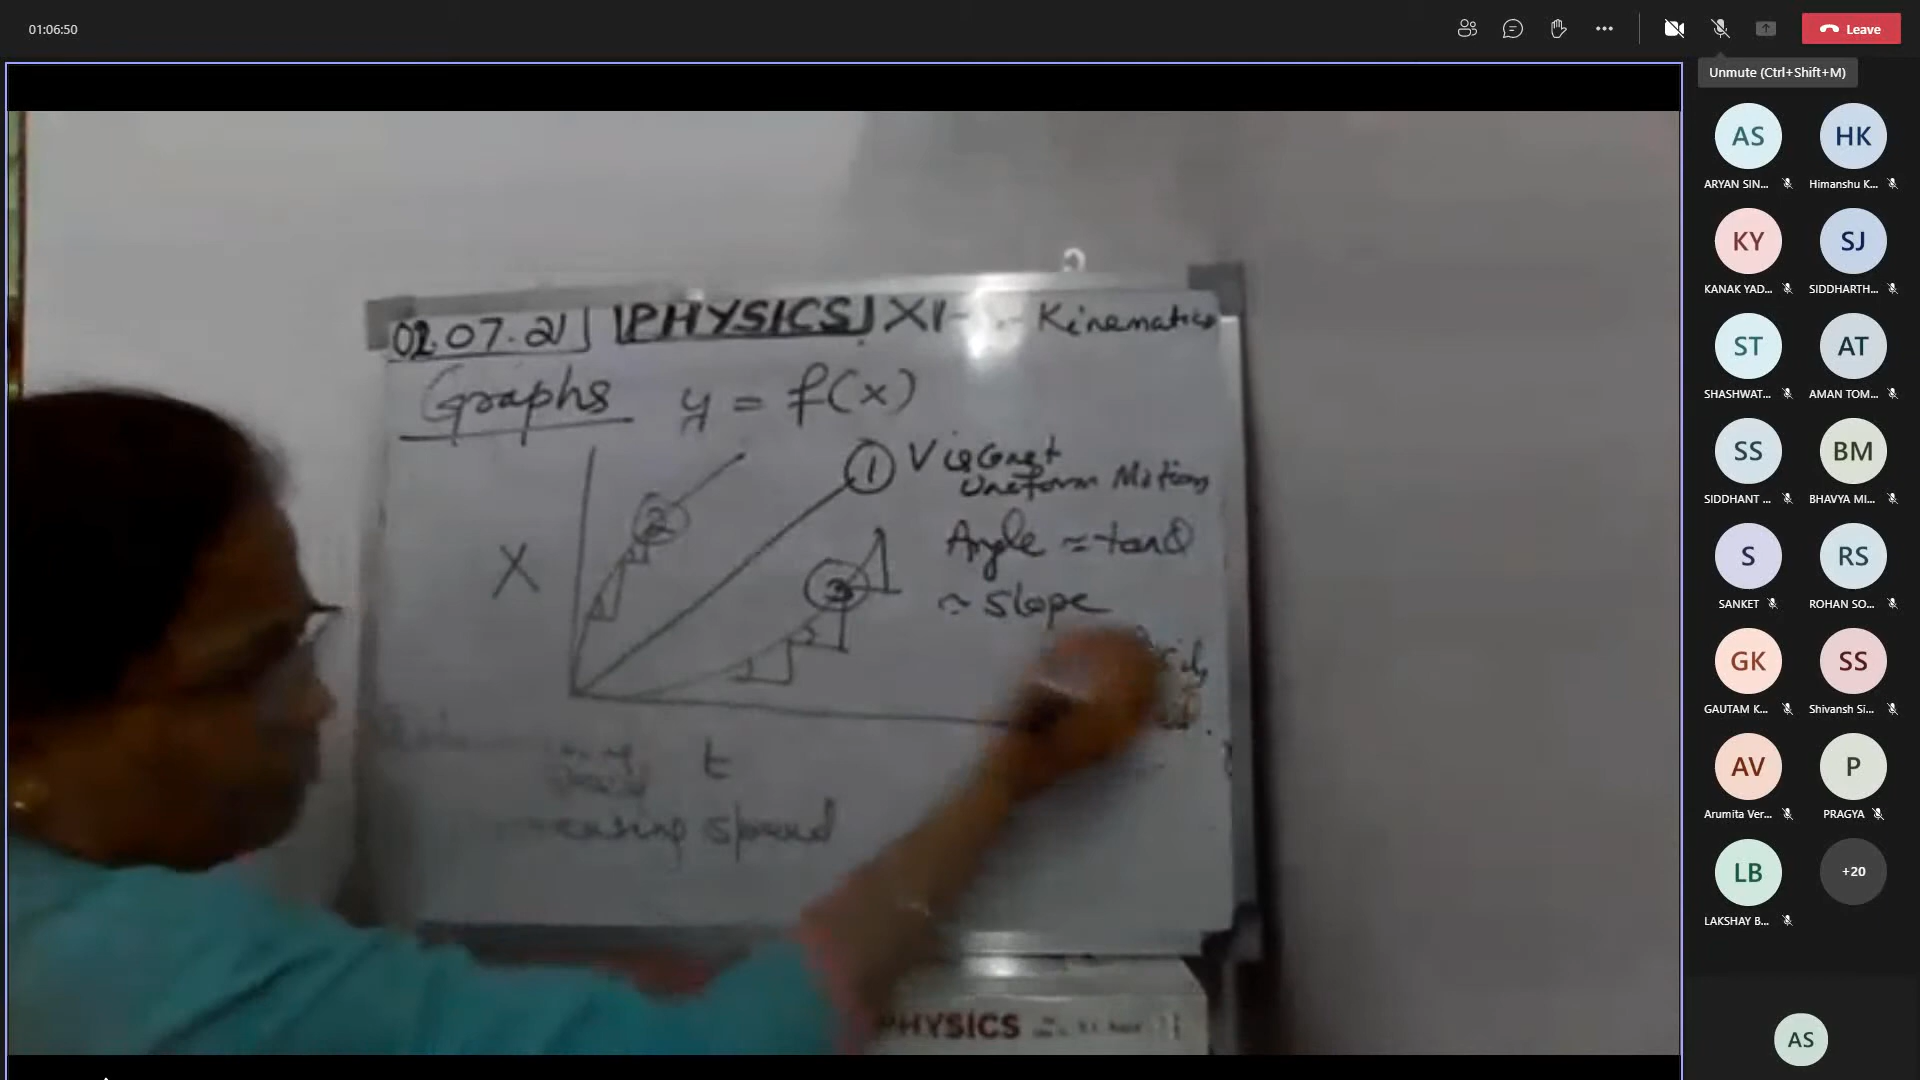 01:06:50
Leave
Unmute (Ctrl+Shift+M)
02.07.21 PHYSICS XI - Kinematics
Graphs y = f(x)
1 V is Const
Uniform Motion
2
X
3
Angle ≈ tanθ
≈ slope
t
speed
PHYSICS
AS
HK
ARYAN SIN...
Himanshu K...
KY
SJ
KANAK YAD...
SIDDHARTH...
ST
AT
SHASHWAT...
AMAN TOM...
SS
BM
SIDDHANT ...
BHAVYA MI...
S
RS
SANKET
ROHAN SO...
GK
SS
GAUTAM K...
Shivansh Si...
AV
P
Arumita Ver...
PRAGYA
LB
+20
LAKSHAY B...
AS